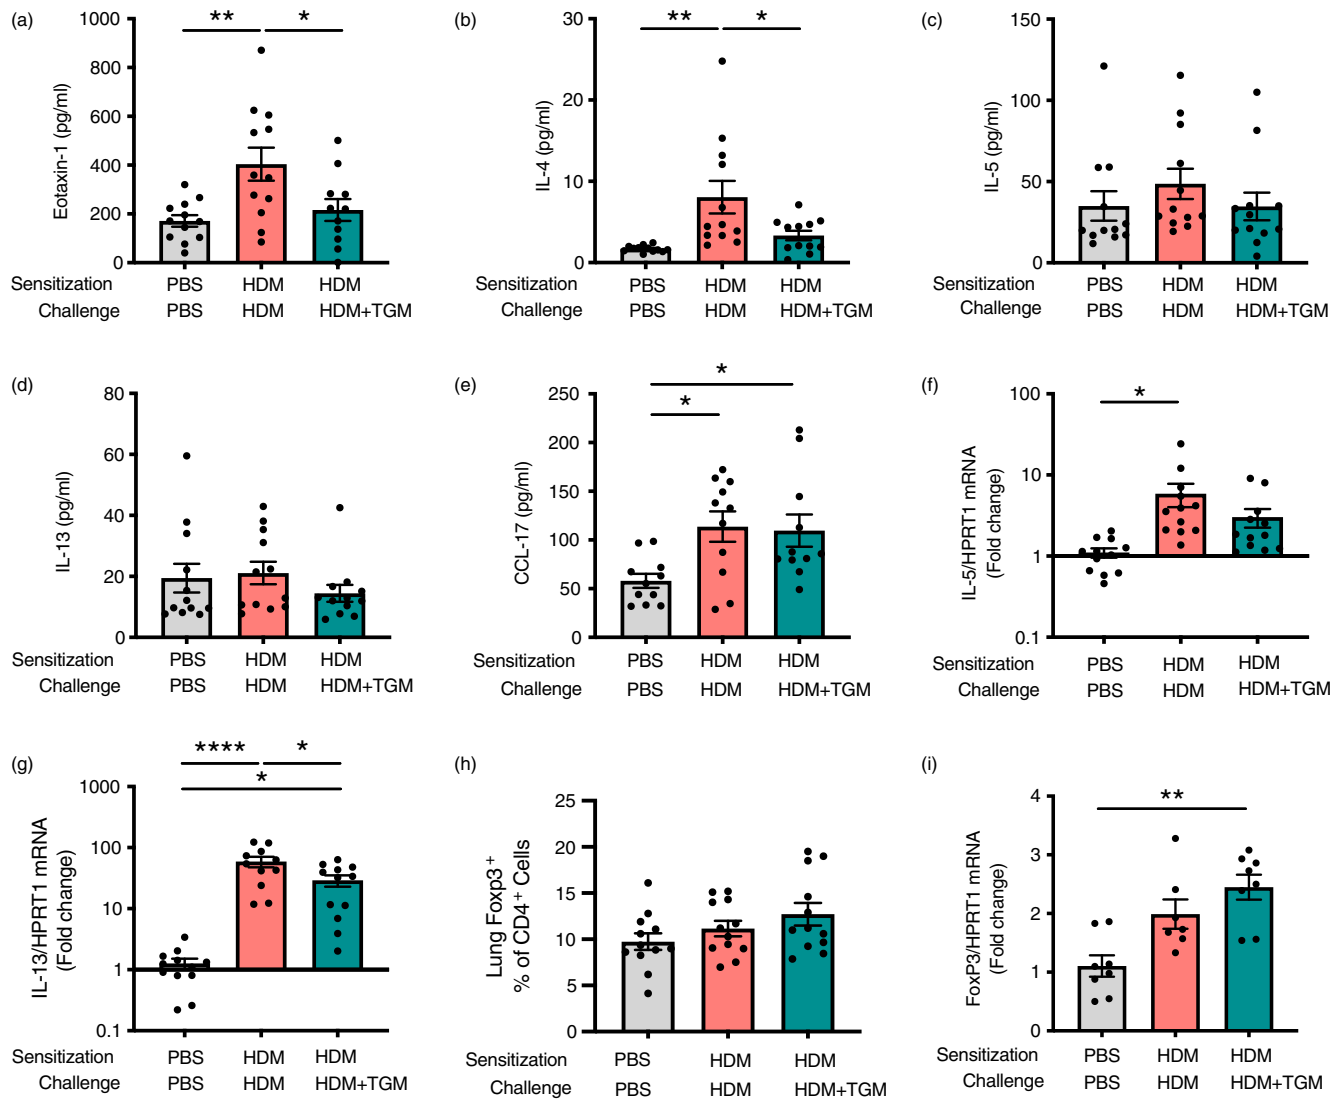 (a)
1000
800
600
400
200
0
Eotaxin-1 (pg/ml)
** *
Sensitization PBS HDM HDM
Challenge PBS HDM HDM+TGM
(b)
30
20
10
0
IL-4 (pg/ml)
** *
Sensitization PBS HDM HDM
Challenge PBS HDM HDM+TGM
(c)
150
100
50
0
IL-5 (pg/ml)
Sensitization PBS HDM HDM
Challenge PBS HDM HDM+TGM
(d)
80
60
40
20
0
IL-13 (pg/ml)
Sensitization PBS HDM HDM
Challenge PBS HDM HDM+TGM
(e)
250
200
150
100
50
0
CCL-17 (pg/ml)
*
*
Sensitization PBS HDM HDM
Challenge PBS HDM HDM+TGM
(f)
100
10
1
0.1
IL-5/HPRT1 mRNA
(Fold change)
*
Sensitization PBS HDM HDM
Challenge PBS HDM HDM+TGM
(g)
1000
100
10
1
0.1
IL-13/HPRT1 mRNA
(Fold change)
**** *
*
Sensitization PBS HDM HDM
Challenge PBS HDM HDM+TGM
(h)
25
20
15
10
5
0
Lung Foxp3⁺
% of CD4⁺ Cells
Sensitization PBS HDM HDM
Challenge PBS HDM HDM+TGM
(i)
4
3
2
1
0
FoxP3/HPRT1 mRNA
(Fold change)
**
Sensitization PBS HDM HDM
Challenge PBS HDM HDM+TGM